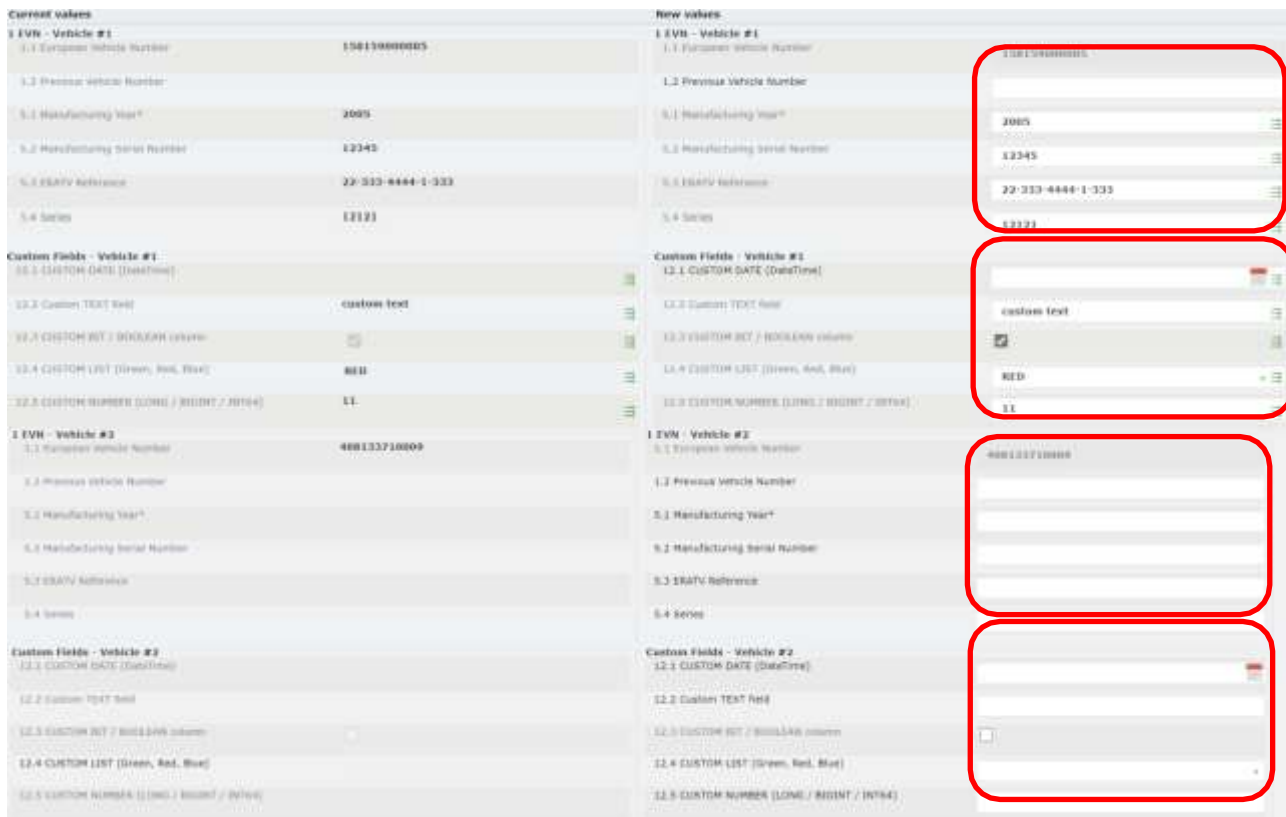 Current values New values
1 EVN - Vehicle #1 1 EVN - Vehicle #1
1.1 European Vehicle Number 158159000005 1.1 European Vehicle Number 158159000005
1.2 Previous Vehicle Number 1.2 Previous Vehicle Number
5.1 Manufacturing Year* 2005 5.1 Manufacturing Year* 2005
5.2 Manufacturing Serial Number 12345 5.2 Manufacturing Serial Number 12345
5.3 ERATV Reference 22-333-4444-1-333 5.3 ERATV Reference 22-333-4444-1-333
5.4 Series 12121 5.4 Series 12121
Custom Fields - Vehicle #1 Custom Fields - Vehicle #1
12.1 CUSTOM DATE (DateTime) 12.1 CUSTOM DATE (DateTime)
12.2 Custom TEXT field custom text 12.2 Custom TEXT field custom text
12.3 CUSTOM BIT / BOOLEAN column 12.3 CUSTOM BIT / BOOLEAN column
12.4 CUSTOM LIST (Green, Red, Blue) RED 12.4 CUSTOM LIST (Green, Red, Blue) RED
12.5 CUSTOM NUMBER (LONG / BIGINT / INT64) 11 12.5 CUSTOM NUMBER (LONG / BIGINT / INT64) 11
1 EVN - Vehicle #2 1 EVN - Vehicle #2
1.1 European Vehicle Number 1.1 European Vehicle Number
1.2 Previous Vehicle Number 1.2 Previous Vehicle Number
5.1 Manufacturing Year* 5.1 Manufacturing Year*
5.2 Manufacturing Serial Number 5.2 Manufacturing Serial Number
5.3 ERATV Reference 5.3 ERATV Reference
5.4 Series 5.4 Series
Custom Fields - Vehicle #2 Custom Fields - Vehicle #2
12.1 CUSTOM DATE (DateTime) 12.1 CUSTOM DATE (DateTime)
12.2 Custom TEXT field 12.2 Custom TEXT field
12.3 CUSTOM BIT / BOOLEAN column 12.3 CUSTOM BIT / BOOLEAN column
12.4 CUSTOM LIST (Green, Red, Blue) 12.4 CUSTOM LIST (Green, Red, Blue)
12.5 CUSTOM NUMBER (LONG / BIGINT / INT64) 12.5 CUSTOM NUMBER (LONG / BIGINT / INT64)